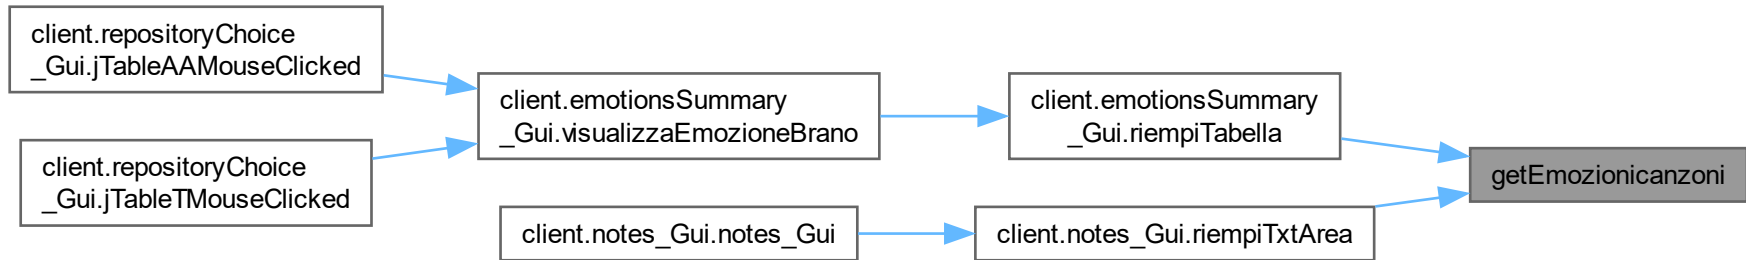 client.repositoryChoice
_Gui.jTableAAMouseClicked
client.repositoryChoice
_Gui.jTableTMouseClicked
client.emotionsSummary
_Gui.visualizzaEmozioneBrano
client.notes_Gui.notes_Gui
client.emotionsSummary
_Gui.riempiTabella
client.notes_Gui.riempiTxtArea
getEmozionicanzoni